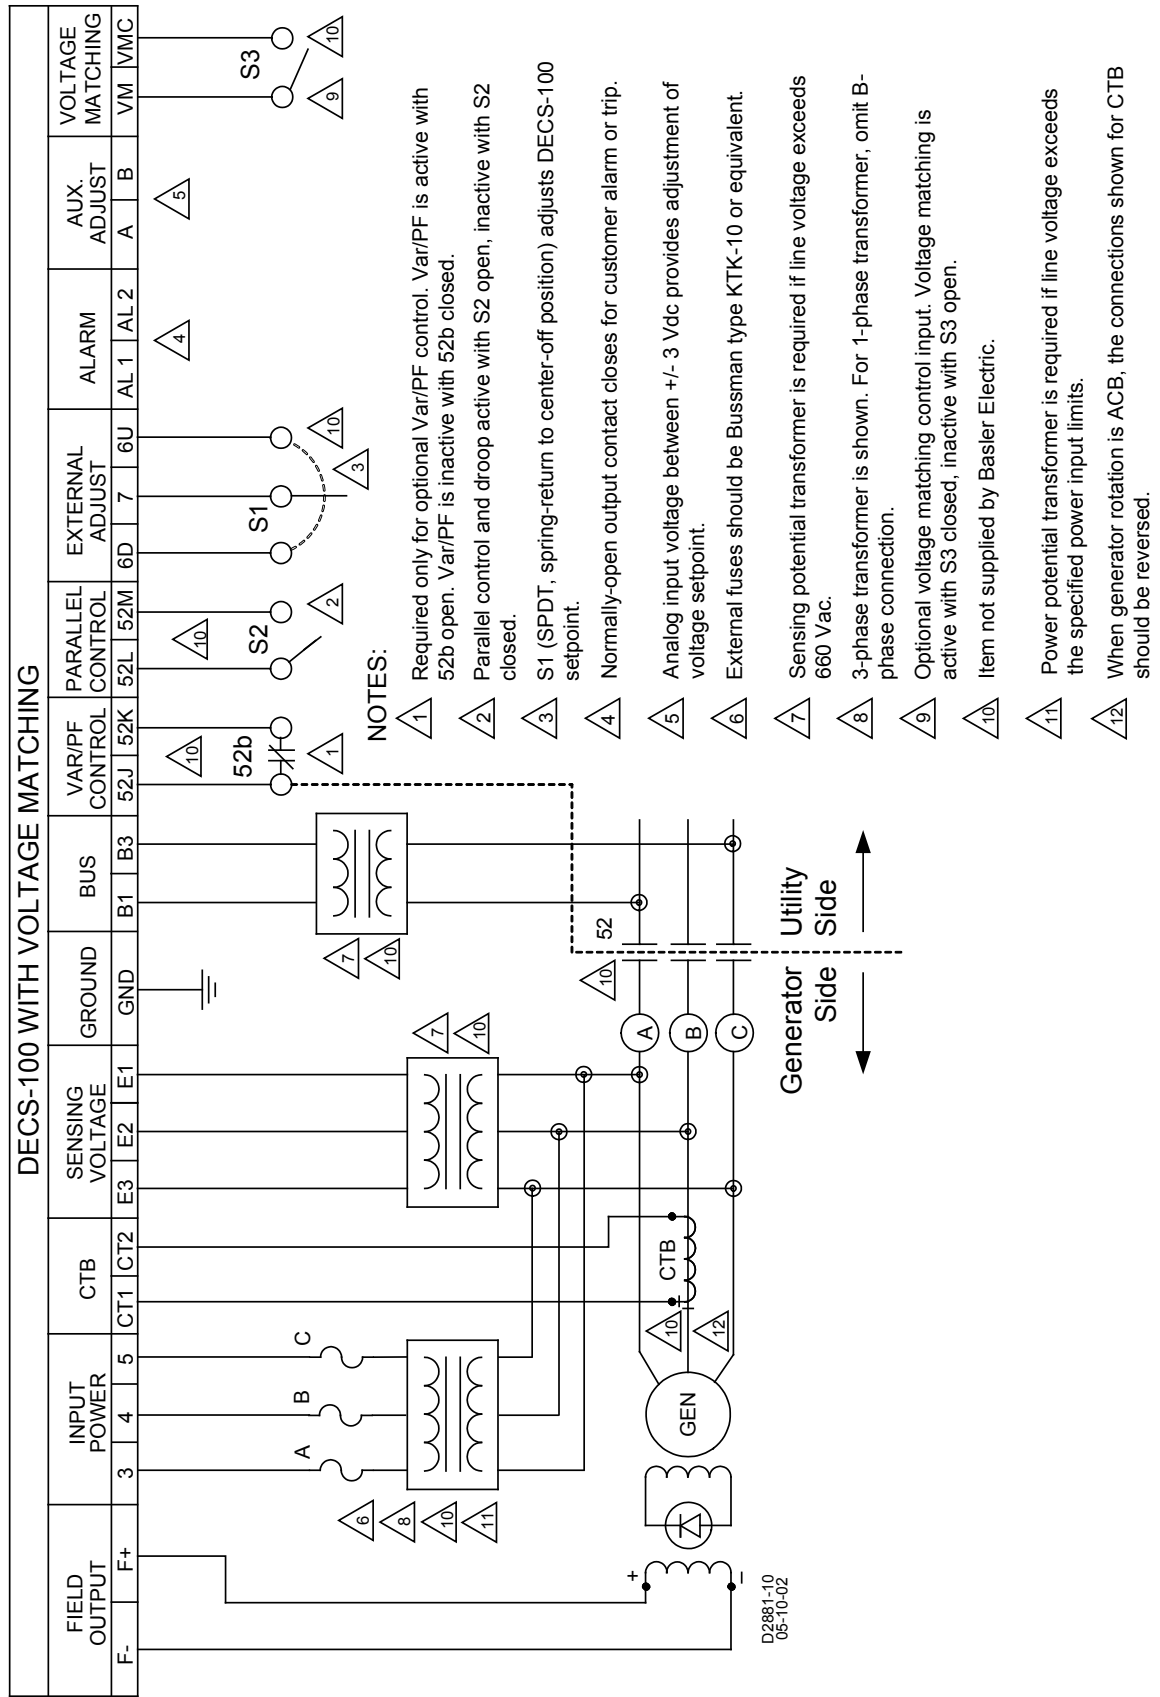 DECS-100 WITH VOLTAGE MATCHING
FIELD OUTPUT
INPUT POWER
CTB
SENSING VOLTAGE
GROUND
BUS
VAR/PF CONTROL
PARALLEL CONTROL
EXTERNAL ADJUST
ALARM
AUX. ADJUST
VOLTAGE MATCHING
F- F+ 3 4 5 CT1 CT2 E3 E2 E1 GND B1 B3 52J 52K 52L 52M 6D 7 6U AL 1 AL 2 A B VM VMC
A B C
6
8
10
11
7
10
7
10
52b
10
1
S2
10
2
S1
10
3
4
5
S3
9
10
+
–
GEN
CTB
+
10
12
A
B
C
52
10
Generator Side
Utility Side
D2881-10
05-10-02
NOTES:
1 Required only for optional Var/PF control. Var/PF is active with
52b open. Var/PF is inactive with 52b closed.
2 Parallel control and droop active with S2 open, inactive with S2
closed.
3 S1 (SPDT, spring-return to center-off position) adjusts DECS-100
setpoint.
4 Normally-open output contact closes for customer alarm or trip.
5 Analog input voltage between +/- 3 Vdc provides adjustment of
voltage setpoint.
6 External fuses should be Bussman type KTK-10 or equivalent.
7 Sensing potential transformer is required if line voltage exceeds
660 Vac.
8 3-phase transformer is shown. For 1-phase transformer, omit B-
phase connection.
9 Optional voltage matching control input. Voltage matching is
active with S3 closed, inactive with S3 open.
10 Item not supplied by Basler Electric.
11 Power potential transformer is required if line voltage exceeds
the specified power input limits.
12 When generator rotation is ACB, the connections shown for CTB
should be reversed.